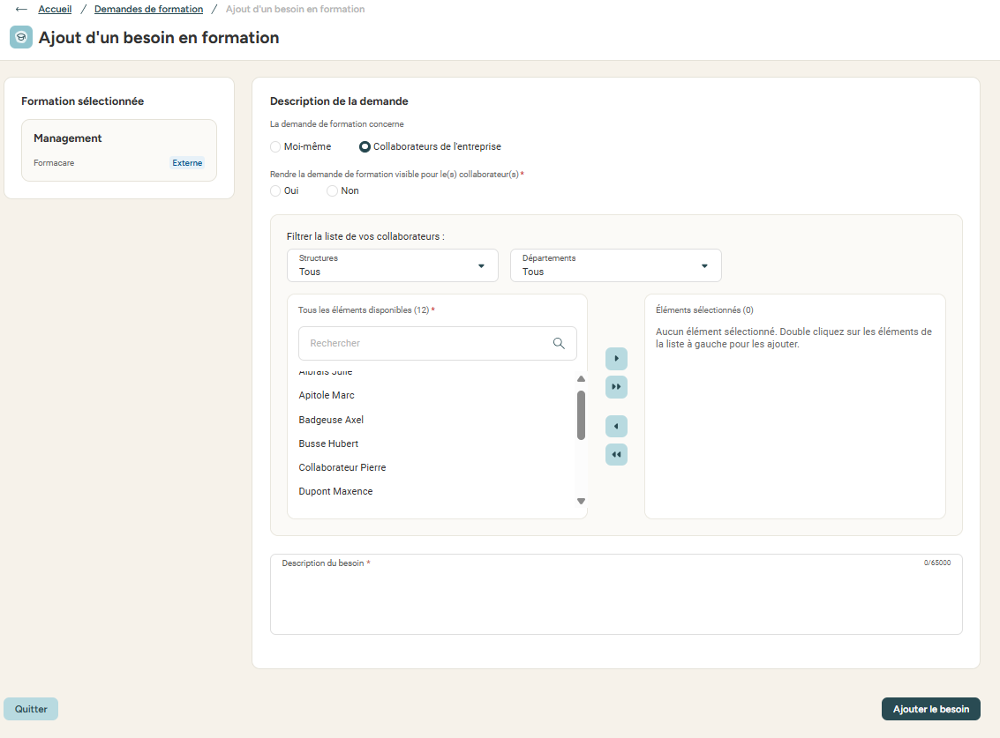 ← Accueil / Demandes de formation / Ajout d'un besoin en formation
Ajout d'un besoin en formation
Formation sélectionnée
Management
Formacare Externe
Description de la demande
La demande de formation concerne
Moi-même Collaborateurs de l'entreprise
Rendre la demande de formation visible pour le(s) collaborateur(s) *
Oui Non
Filtrer la liste de vos collaborateurs :
Structures
Tous
Départements
Tous
Tous les éléments disponibles (12) *
Rechercher
Apitole Marc
Badgeuse Axel
Busse Hubert
Collaborateur Pierre
Dupont Maxence
Éléments sélectionnés (0)
Aucun élément sélectionné. Double cliquez sur les éléments de
la liste à gauche pour les ajouter.
Description du besoin * 0/65000
Quitter Ajouter le besoin